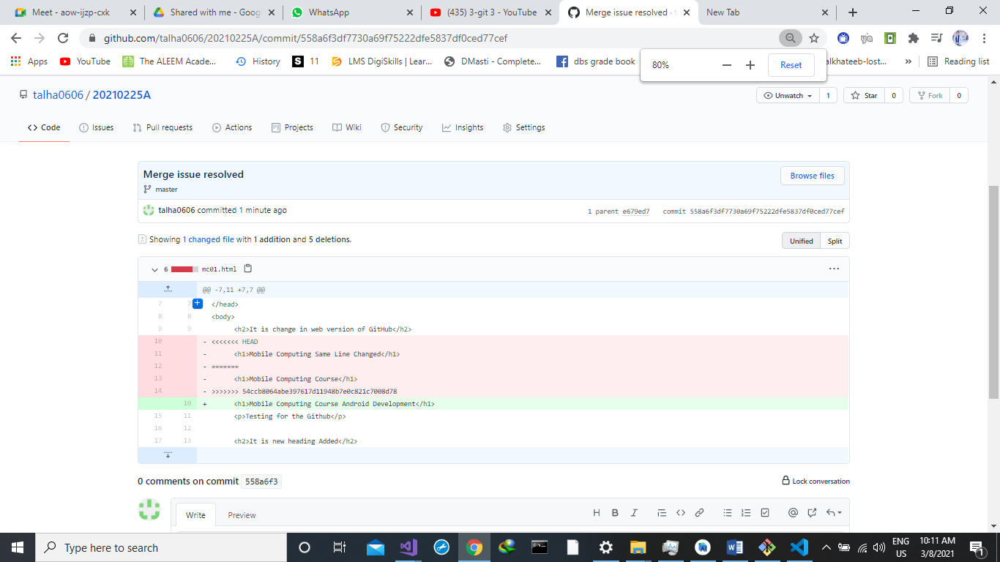 Meet - aow-ijzp-cxk
Shared with me - Goog
WhatsApp
(435) 3-git 3 - YouTube
Merge issue resolved ·
New Tab
github.com/talha0606/20210225A/commit/558a6f3df7730a69f75222dfe5837df0ced77cef
Apps
YouTube
The ALEEM Acade...
History
11
LMS DigiSkills | Lear...
DMasti - Complete...
dbs grade book
alkhateeb-lost...
»
Reading list
80%
Reset
talha0606 / 20210225A
Unwatch 1
Star 0
Fork 0
Code
Issues
Pull requests
Actions
Projects
Wiki
Security
Insights
Settings
Merge issue resolved
Browse files
master
talha0606 committed 1 minute ago
1 parent e679ed7 commit 558a6f3df7730a69f75222dfe5837df0ced77cef
Showing 1 changed file with 1 addition and 5 deletions.
Unified Split
6 mc01.html
@@ -7,11 +7,7 @@
7 7 </head>
8 8 <body>
9 9 <h2>It is change in web version of GitHub</h2>
10 - <<<<<<< HEAD
11 - <h1>Mobile Computing Same Line Changed</h1>
12 - =======
13 - <h1>Mobile Computing Course</h1>
14 - >>>>>>> 54ccb8064abe397617d11948b7e0c821c7008d78
10 + <h1>Mobile Computing Course Android Development</h1>
15 11 <p>Testing for the Github</p>
16 12
17 13 <h2>It is new heading Added</h2>
0 comments on commit 558a6f3
Lock conversation
Write
Preview
Type here to search
ENG
US
10:11 AM
3/8/2021
1